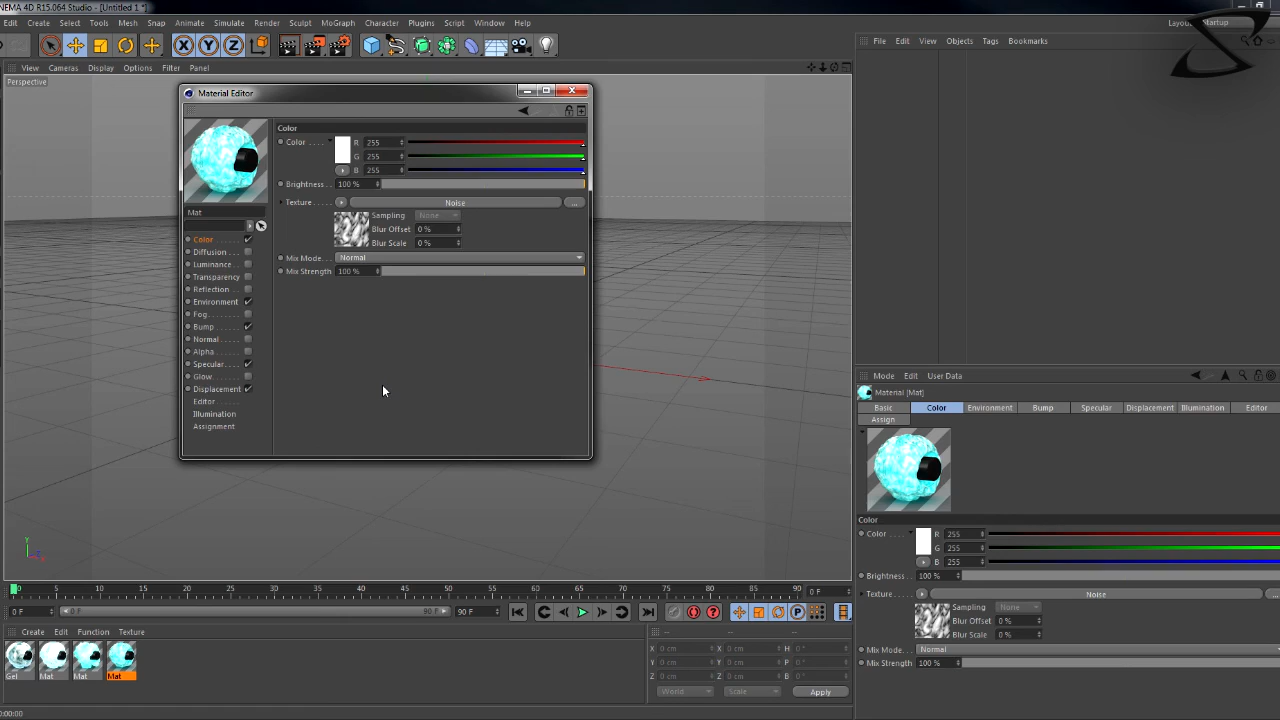 NEMA 4D R15.064 Studio - [Untitled 1 *]
Edit Create Select Tools Mesh Snap Animate Simulate Render Sculpt MoGraph Character Plugins Script Window Help
Layou Startup
X Y Z
View Cameras Display Options Filter Panel
File Edit View Objects Tags Bookmarks
Perspective
Material Editor
Color
Color R 255
G 255
B 255
Brightness 100 %
Texture Noise ...
Sampling None
Blur Offset 0 %
Blur Scale 0 %
Mix Mode Normal
Mix Strength 100 %
Mat
Color
Diffusion
Luminance
Transparency
Reflection
Environment
Fog
Bump
Normal
Alpha
Specular
Glow
Displacement
Editor
Illumination
Assignment
Y
Mode Edit User Data
Material [Mat]
Basic Color Environment Bump Specular Displacement Illumination Editor
Assign
Color
Color R 255
G 255
B 255
Brightness 100 %
Texture Noise ...
Sampling None
Blur Offset 0 %
Blur Scale 0 %
Mix Mode Normal
Mix Strength 100 %
0 5 10 15 20 25 30 35 40 45 50 55 60 65 70 75 80 85 90 0 F
0 F 0 F 90 F 90 F
Create Edit Function Texture
Gel Mat Mat Mat
-- -- --
X 0 cm X 0 cm H 0 °
Y 0 cm Y 0 cm P 0 °
Z 0 cm Z 0 cm B 0 °
World Scale Apply
0:00:00